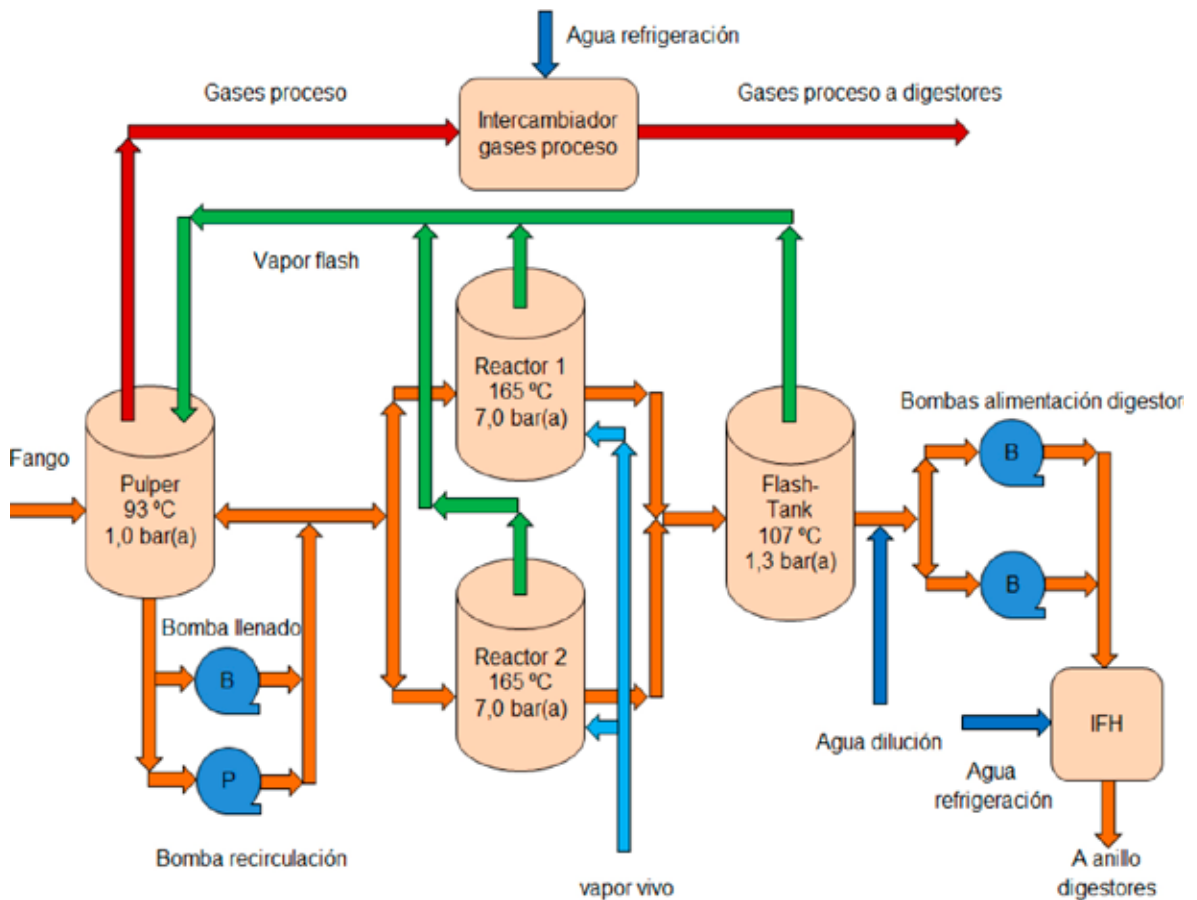 Agua refrigeración
Gases proceso
Intercambiador
gases proceso
Gases proceso a digestores
Vapor flash
Reactor 1
165 ºC
7,0 bar(a)
Bombas alimentación digestor
Fango
Pulper
93 ºC
1,0 bar(a)
Flash-
Tank
107 ºC
1,3 bar(a)
B
B
Bomba llenado
B
Reactor 2
165 ºC
7,0 bar(a)
P
Agua dilución
IFH
Agua
refrigeración
Bomba recirculación
vapor vivo
A anillo
digestores